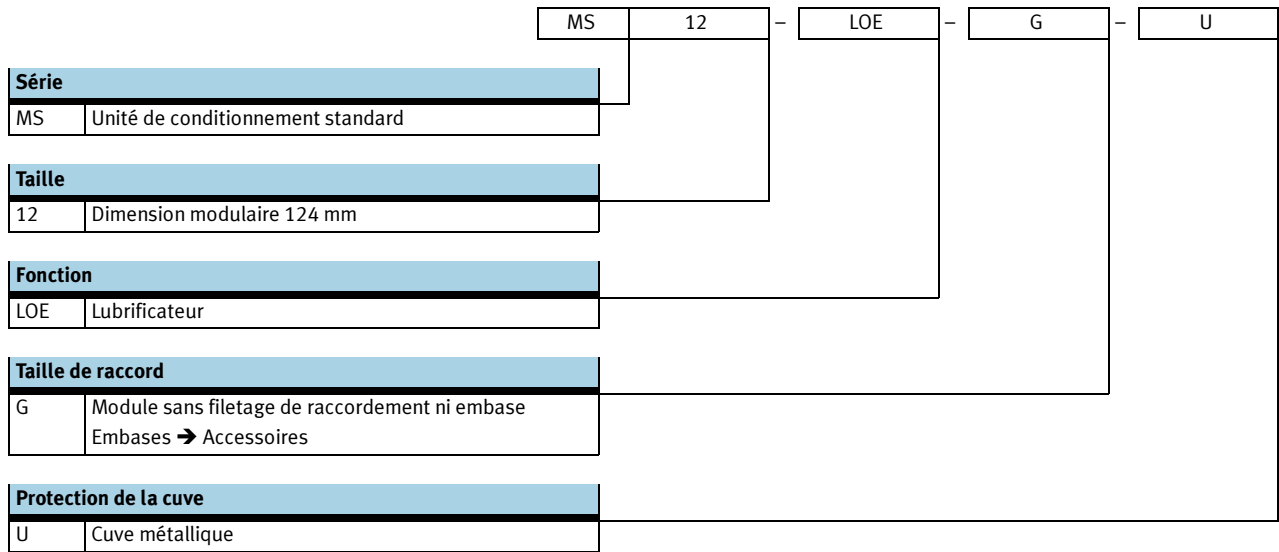 MS 12 – LOE – G – U
Série
MS Unité de conditionnement standard
Taille
12 Dimension modulaire 124 mm
Fonction
LOE Lubrificateur
Taille de raccord
G Module sans filetage de raccordement ni embase
Embases ➔ Accessoires
Protection de la cuve
U Cuve métallique